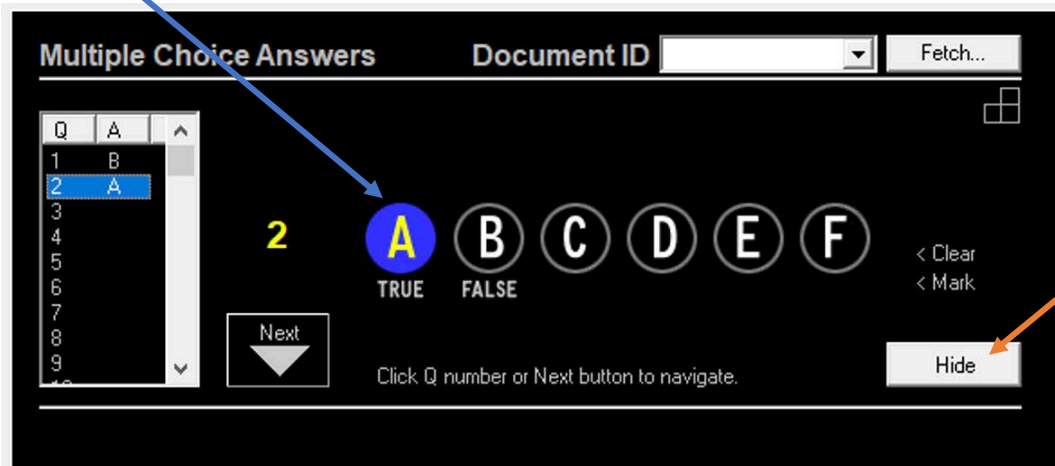 Multiple Choice Answers Document ID Fetch...
Q A
1 B
2 A
3
4
5
6
7
8
9
2
A B C D E F
TRUE FALSE
< Clear
< Mark
Next
Click Q number or Next button to navigate.
Hide